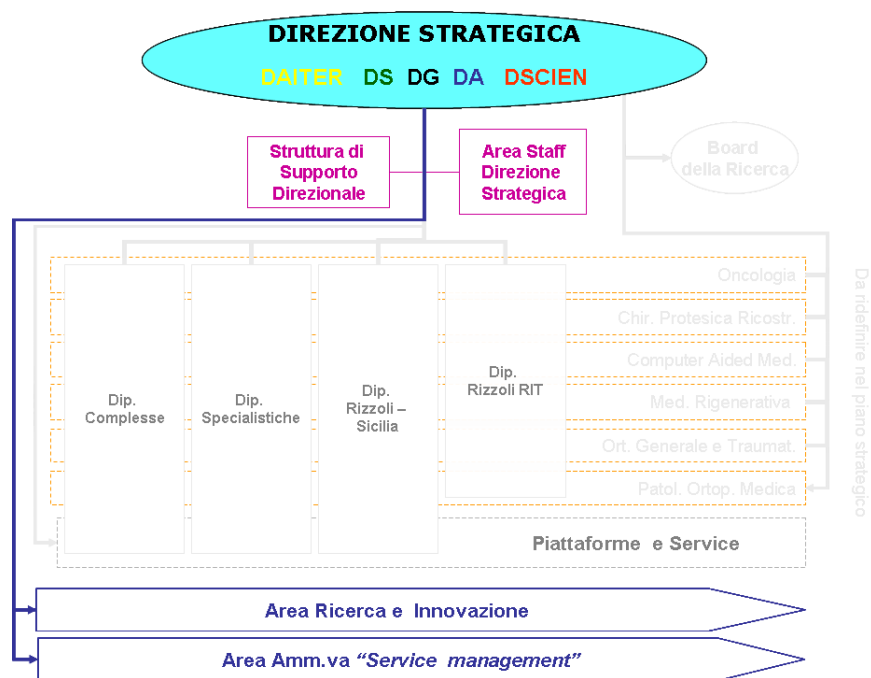 DIREZIONE STRATEGICA
DAITER DS DG DA DSCIEN
Struttura di
Supporto
Direzionale
Area Staff
Direzione
Strategica
Board
della Ricerca
Oncologia
Chir. Protesica Ricostr.
Computer Aided Med.
Med. Rigenerativa
Ort. Generale e Traumat.
Patol. Ortop. Medica
Da ridefinire nel piano strategico
Dip.
Complesse
Dip.
Specialistiche
Dip.
Rizzoli –
Sicilia
Dip.
Rizzoli RIT
Piattaforme e Service
Area Ricerca e Innovazione
Area Amm.va “Service management”